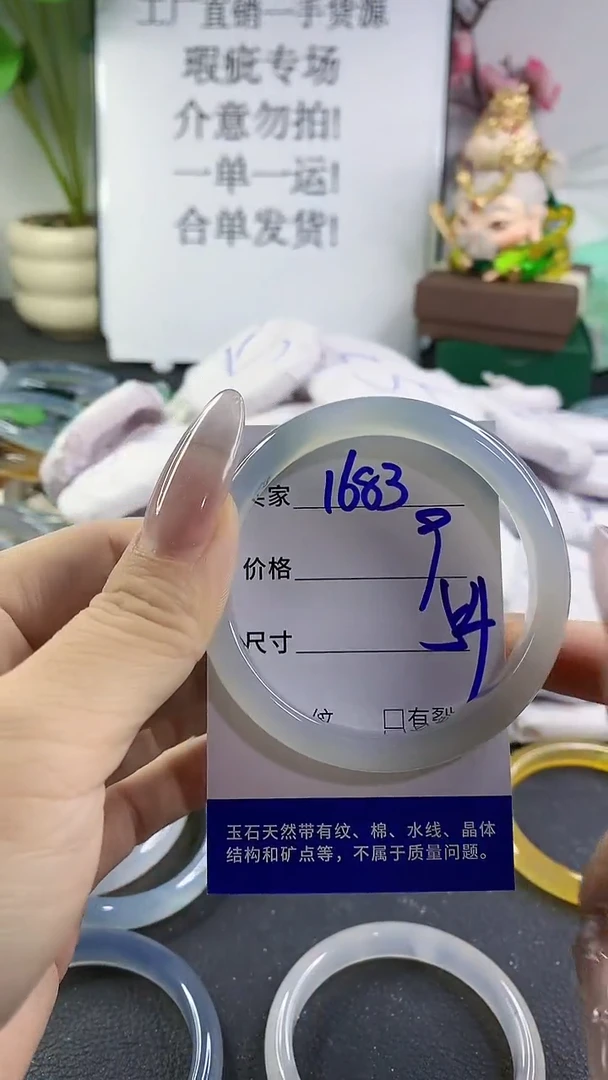 工厂直销一手货源
瑕疵专场
介意勿拍!
一单一运!
合单发货!
家 1683
价格
尺寸 54
纹 口有裂
玉石天然带有纹、棉、水线、晶体
结构和矿点等，不属于质量问题。